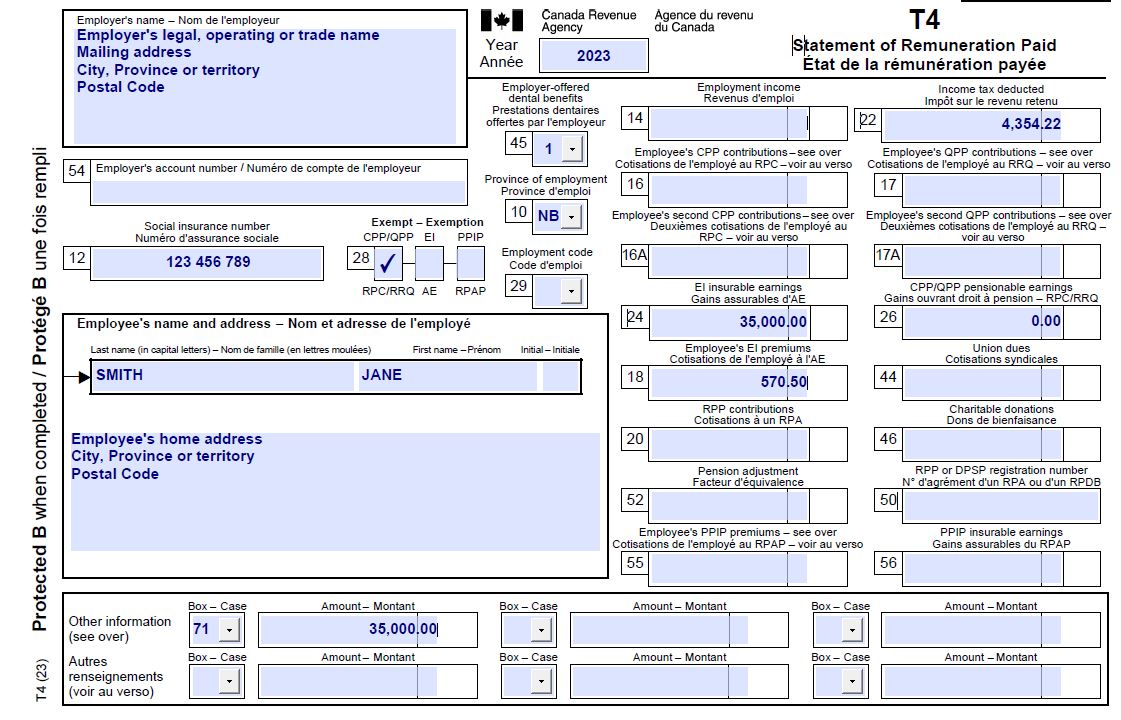 Employer's name – Nom de l'employeur
Employer's legal, operating or trade name
Mailing address
City, Province or territory
Postal Code
Canada Revenue Agency
Agence du revenu du Canada
Year
Année
2023
T4
Statement of Remuneration Paid
État de la rémunération payée
54
Employer's account number / Numéro de compte de l'employeur
Social insurance number
Numéro d'assurance sociale
12
123 456 789
Exempt – Exemption
CPP/QPP EI PPIP
28
✓
RPC/RRQ AE RPAP
Employer-offered
dental benefits
Prestations dentaires
offertes par l'employeur
45
1
Province of employment
Province d'emploi
10
NB
Employment code
Code d'emploi
29
Employment income
Revenus d'emploi
14
Income tax deducted
Impôt sur le revenu retenu
22
4,354.22
Employee's CPP contributions – see over
Cotisations de l'employé au RPC – voir au verso
16
Employee's QPP contributions – see over
Cotisations de l'employé au RRQ – voir au verso
17
Employee's second CPP contributions – see over
Deuxièmes cotisations de l'employé au
RPC – voir au verso
16A
Employee's second QPP contributions – see over
Deuxièmes cotisations de l'employé au RRQ –
voir au verso
17A
EI insurable earnings
Gains assurables d'AE
24
35,000.00
CPP/QPP pensionable earnings
Gains ouvrant droit à pension – RPC/RRQ
26
0.00
Employee's EI premiums
Cotisations de l'employé à l'AE
18
570.50
Union dues
Cotisations syndicales
44
RPP contributions
Cotisations à un RPA
20
Charitable donations
Dons de bienfaisance
46
Pension adjustment
Facteur d'équivalence
52
RPP or DPSP registration number
N° d'agrément d'un RPA ou d'un RPDB
50
Employee's PPIP premiums – see over
Cotisations de l'employé au RPAP – voir au verso
55
PPIP insurable earnings
Gains assurables du RPAP
56
Employee's name and address – Nom et adresse de l'employé
Last name (in capital letters) – Nom de famille (en lettres moulées) First name – Prénom Initial – Initiale
SMITH JANE
Employee's home address
City, Province or territory
Postal Code
Box – Case Amount – Montant Box – Case Amount – Montant Box – Case Amount – Montant
Other information
(see over)
71 35,000.00
Box – Case Amount – Montant Box – Case Amount – Montant Box – Case Amount – Montant
Autres
renseignements
(voir au verso)
Protected B when completed / Protégé B une fois rempli
T4 (23)